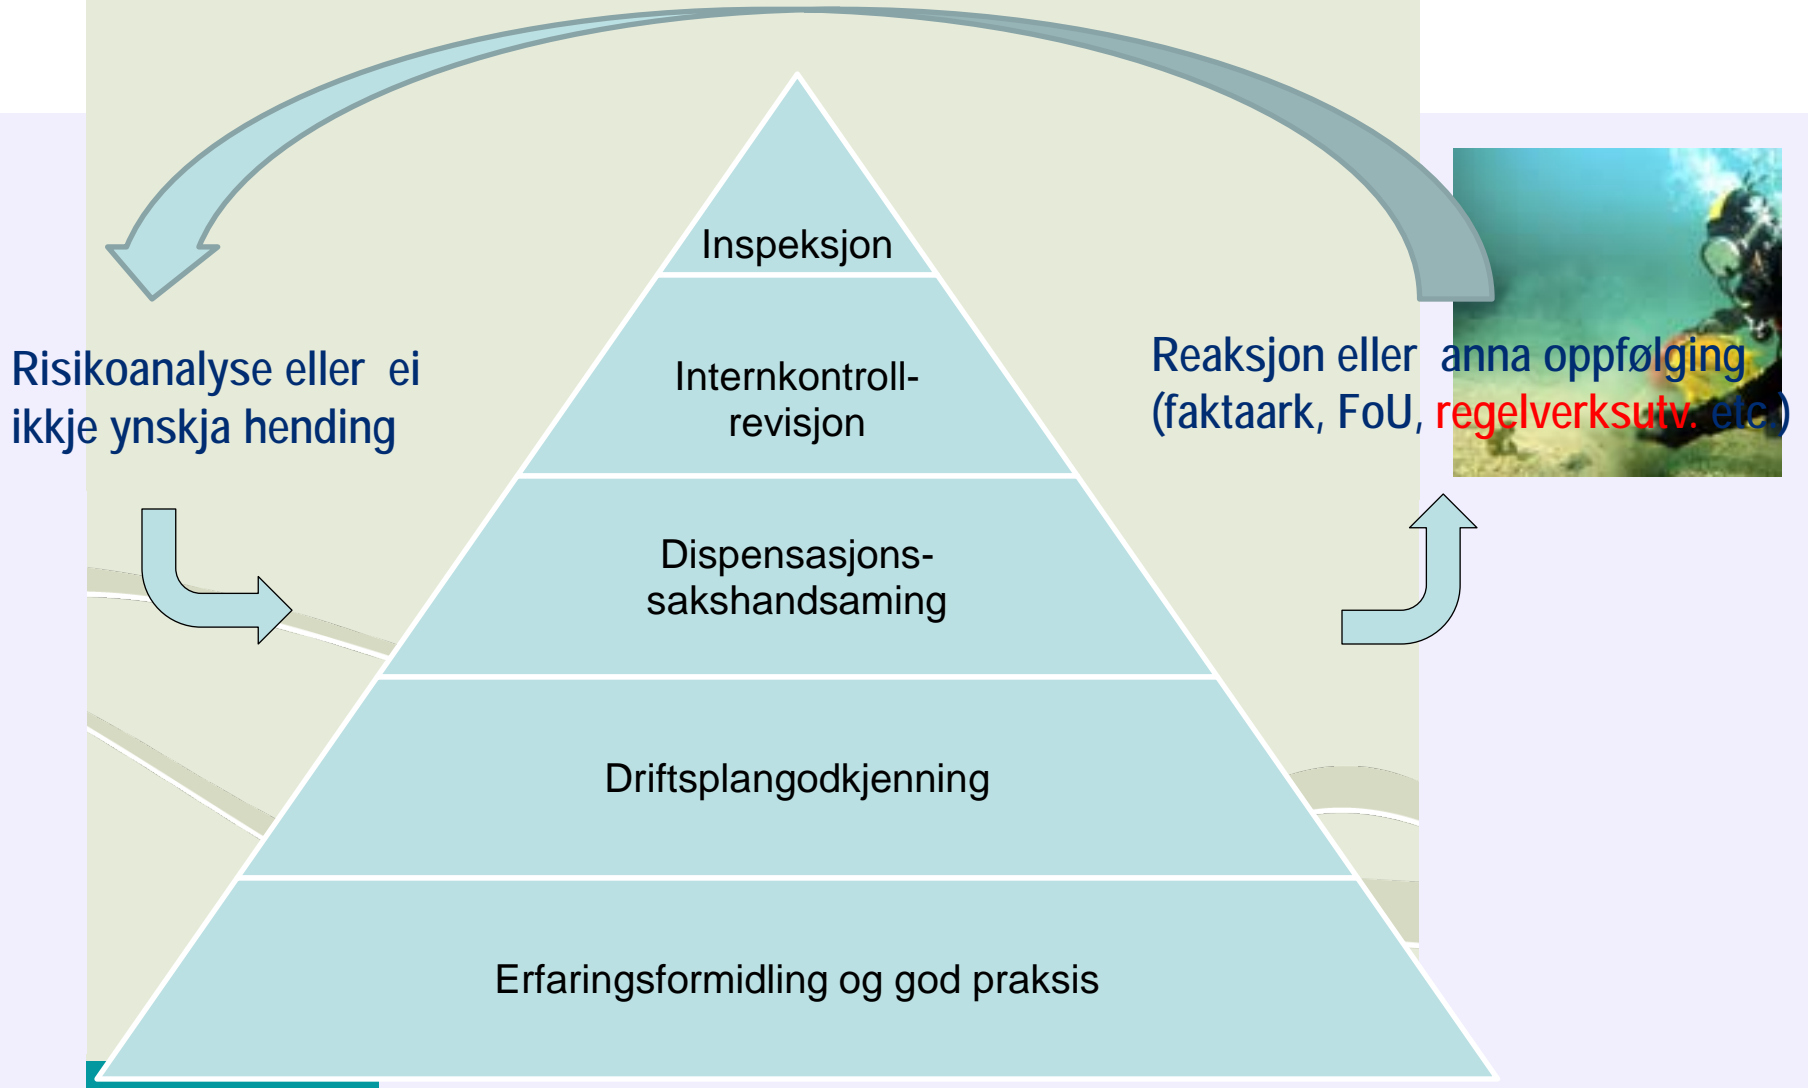 Inspeksjon
Internkontroll-
revisjon
Dispensasjons-
sakshandsaming
Driftsplangodkjenning
Erfaringsformidling og god praksis
Risikoanalyse eller ei
ikkje ynskja hending
Reaksjon eller anna oppfølging
(faktaark, FoU, regelverksutv. etc.)